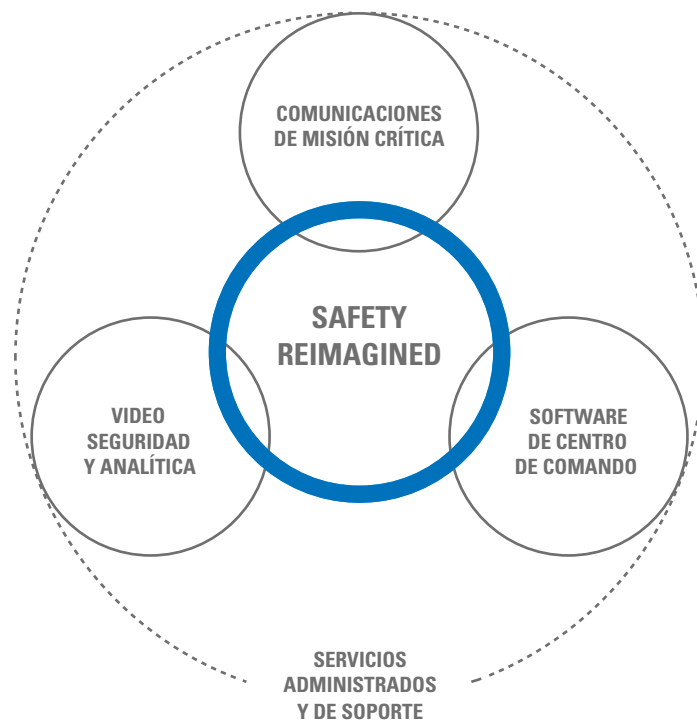 COMUNICACIONES
DE MISIÓN CRÍTICA
SAFETY
REIMAGINED
VIDEO
SEGURIDAD
Y ANALÍTICA
SOFTWARE
DE CENTRO
DE COMANDO
SERVICIOS
ADMINISTRADOS
Y DE SOPORTE